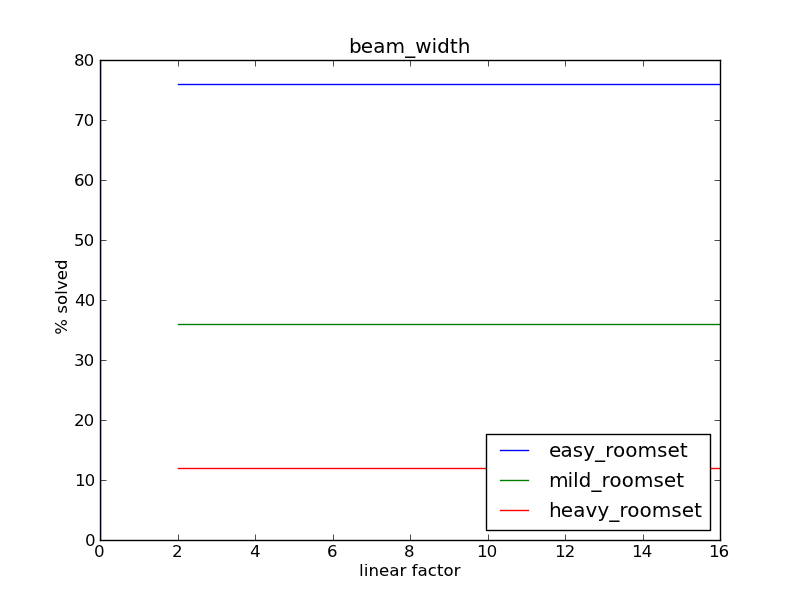 beam_width
80
70
60
50
40
30
20
10
0
% solved
0 2 4 6 8 10 12 14 16
linear factor
easy_roomset
mild_roomset
heavy_roomset